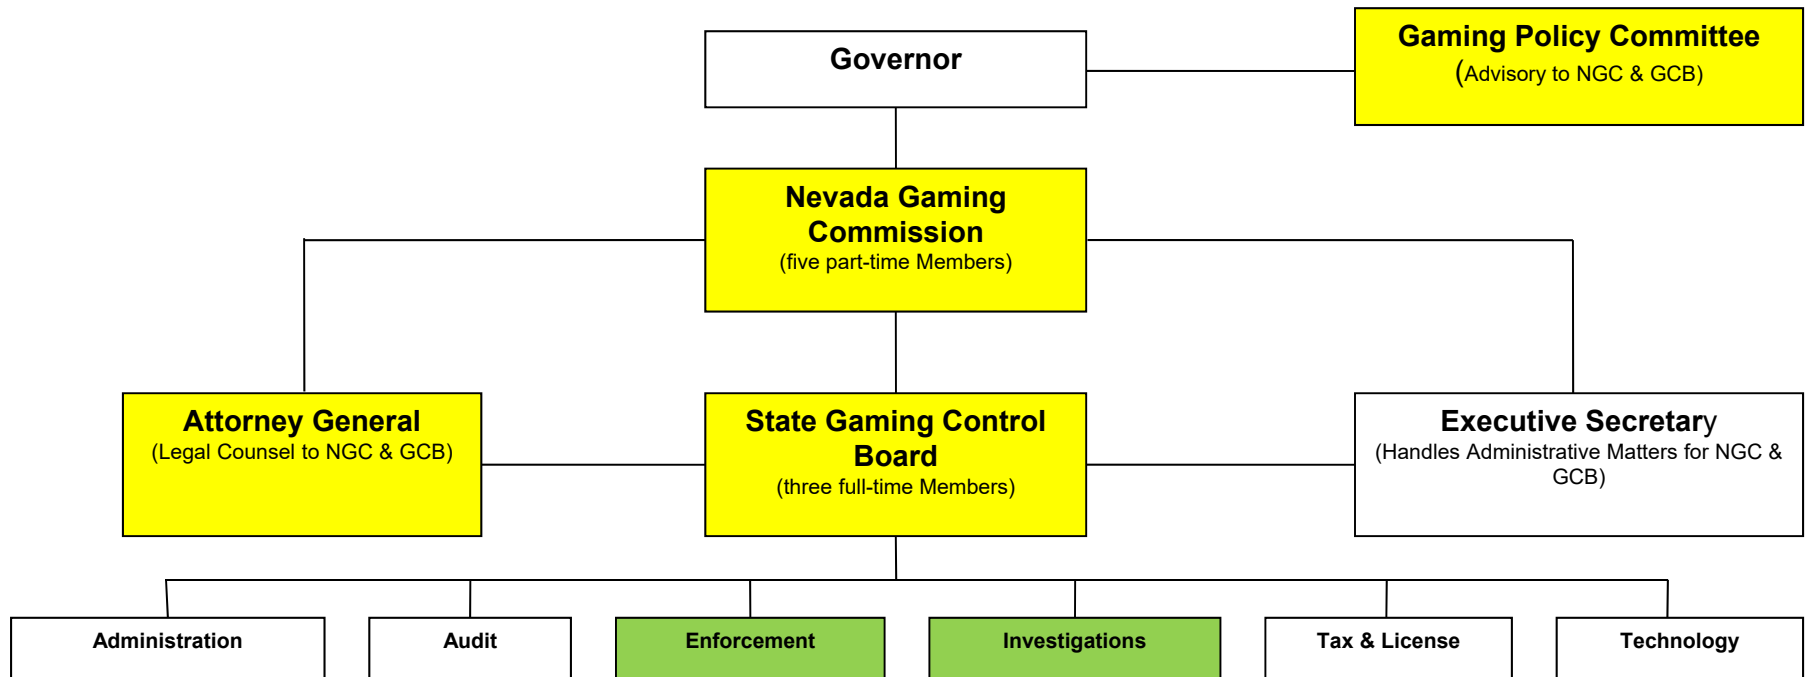 Governor
Gaming Policy Committee
(Advisory to NGC & GCB)
Nevada Gaming
Commission
(five part-time Members)
Attorney General
(Legal Counsel to NGC & GCB)
State Gaming Control
Board
(three full-time Members)
Executive Secretary
(Handles Administrative Matters for NGC &
GCB)
Administration
Audit
Enforcement
Investigations
Tax & License
Technology